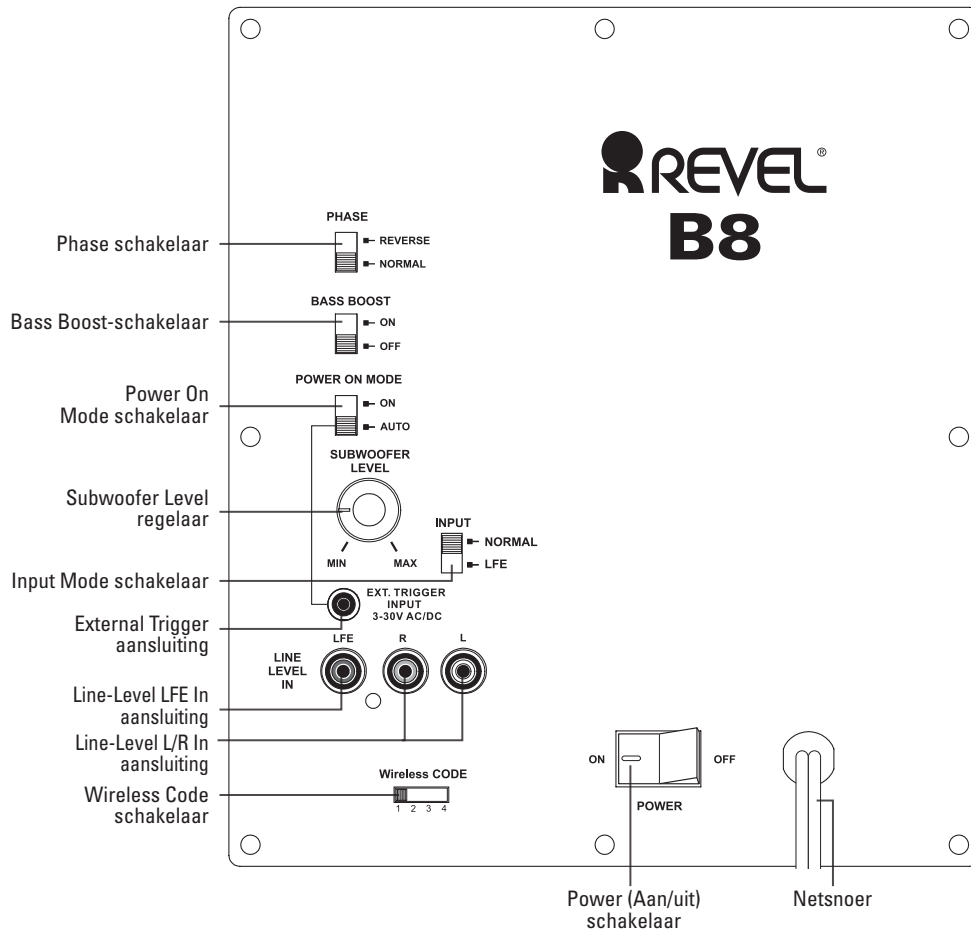 REVEL®
B8
PHASE
Phase schakelaar
REVERSE
NORMAL
BASS BOOST
Bass Boost-schakelaar
ON
OFF
POWER ON MODE
Power On
Mode schakelaar
ON
AUTO
SUBWOOFER
LEVEL
Subwoofer Level
regelaar
MIN
MAX
INPUT
NORMAL
LFE
Input Mode schakelaar
EXT. TRIGGER
INPUT
3-30V AC/DC
External Trigger
aansluiting
LINE
LEVEL
IN
LFE
R
L
Line-Level LFE In
aansluiting
Line-Level L/R In
aansluiting
Wireless CODE
1 2 3 4
Wireless Code
schakelaar
ON
OFF
POWER
Power (Aan/uit)
schakelaar
Netsnoer